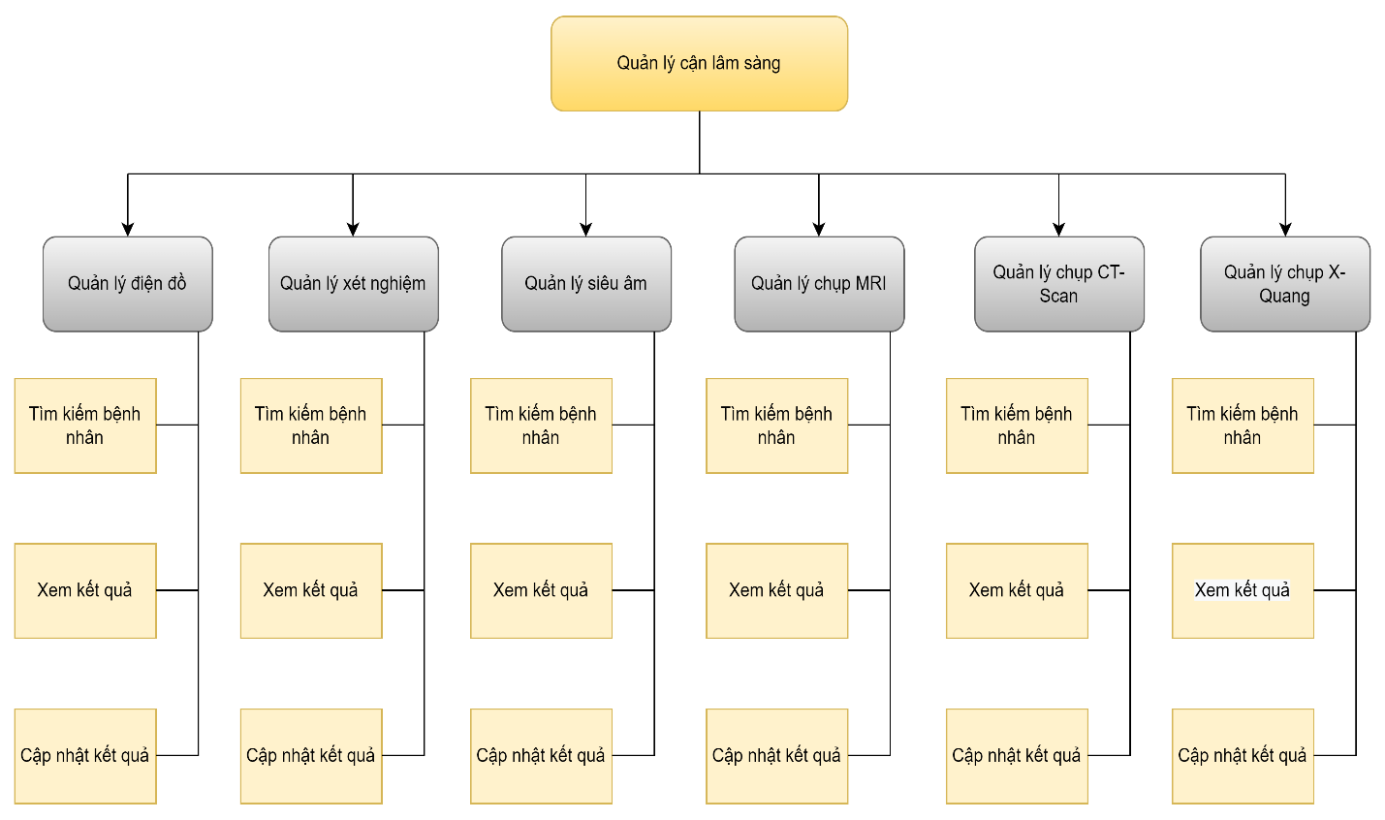 Quản lý cận lâm sàng
Quản lý điện đồ
Quản lý xét nghiệm
Quản lý siêu âm
Quản lý chụp MRI
Quản lý chụp CT-
Scan
Quản lý chụp X-
Quang
Tìm kiếm bệnh
nhân
Tìm kiếm bệnh
nhân
Tìm kiếm bệnh
nhân
Tìm kiếm bệnh
nhân
Tìm kiếm bệnh
nhân
Tìm kiếm bệnh
nhân
Xem kết quả
Xem kết quả
Xem kết quả
Xem kết quả
Xem kết quả
Xem kết quả
Cập nhật kết quả
Cập nhật kết quả
Cập nhật kết quả
Cập nhật kết quả
Cập nhật kết quả
Cập nhật kết quả